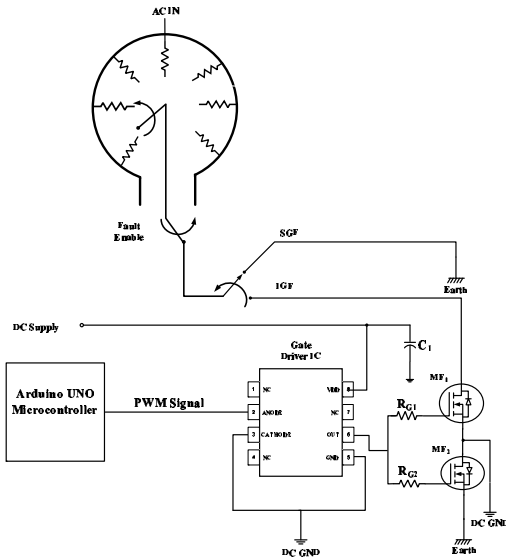 AC IN
Fault
Enable
SGF
Earth
IGF
DC Supply
C1
Gate
Driver IC
MF1
Arduino UNO
Microcontroller
PWM Signal
1 NC
VDD 8
2 ANODE
NC 7
3 CATHODE
OUT 6
4 NC
GND 5
RG1
MF2
RG2
DC GND
DC GND
Earth